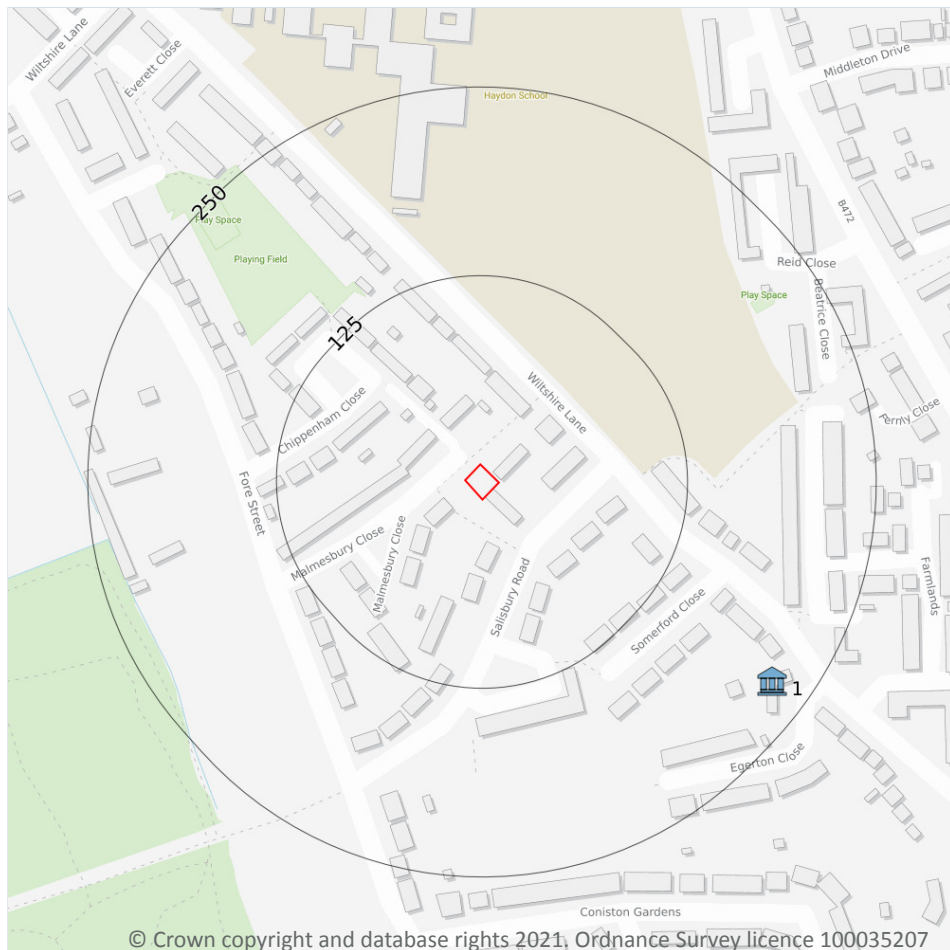 Wiltshire Lane
Everett Close
Haydon School
Middleton Drive
B472
250
Play Space
Playing Field
Reid Close
Play Space
Beatrice Close
125
Wiltshire Lane
Chippenham Close
Fernly Close
Fore Street
Malmesbury Close
Malmesbury Close
Salisbury Road
Somerford Close
Farmlands
1
Egerton Close
Coniston Gardens
© Crown copyright and database rights 2021. Ordnance Survey licence 100035207